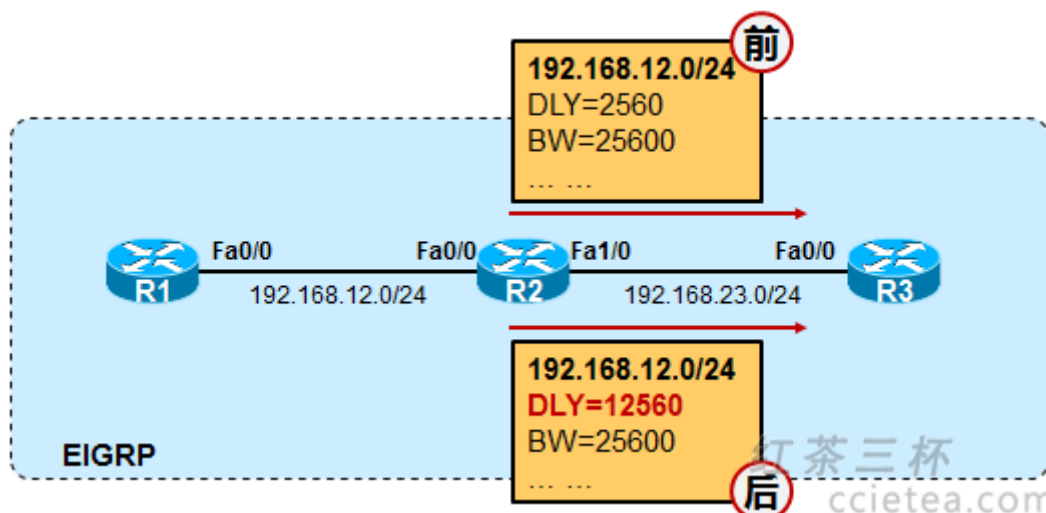 前
192.168.12.0/24
DLY=2560
BW=25600
... ...
Fa0/0
Fa0/0
Fa1/0
Fa0/0
R1
R2
R3
192.168.12.0/24
192.168.23.0/24
192.168.12.0/24
DLY=12560
BW=25600
... ...
后
EIGRP
红茶三杯
ccietea.com